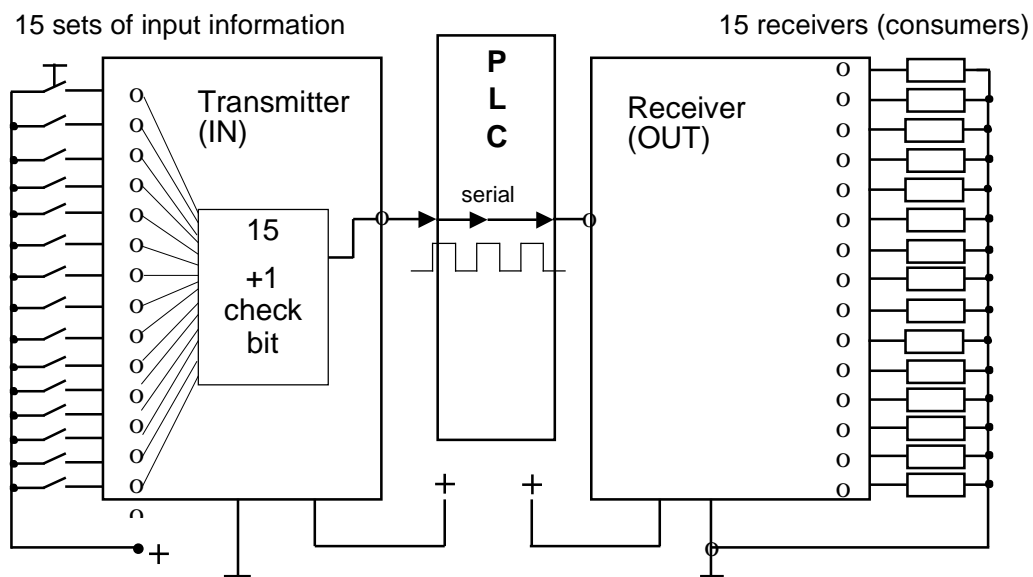 15 sets of input information
15 receivers (consumers)
P
L
C
Transmitter
(IN)
Receiver
(OUT)
serial
15
+1
check
bit
+
+
+